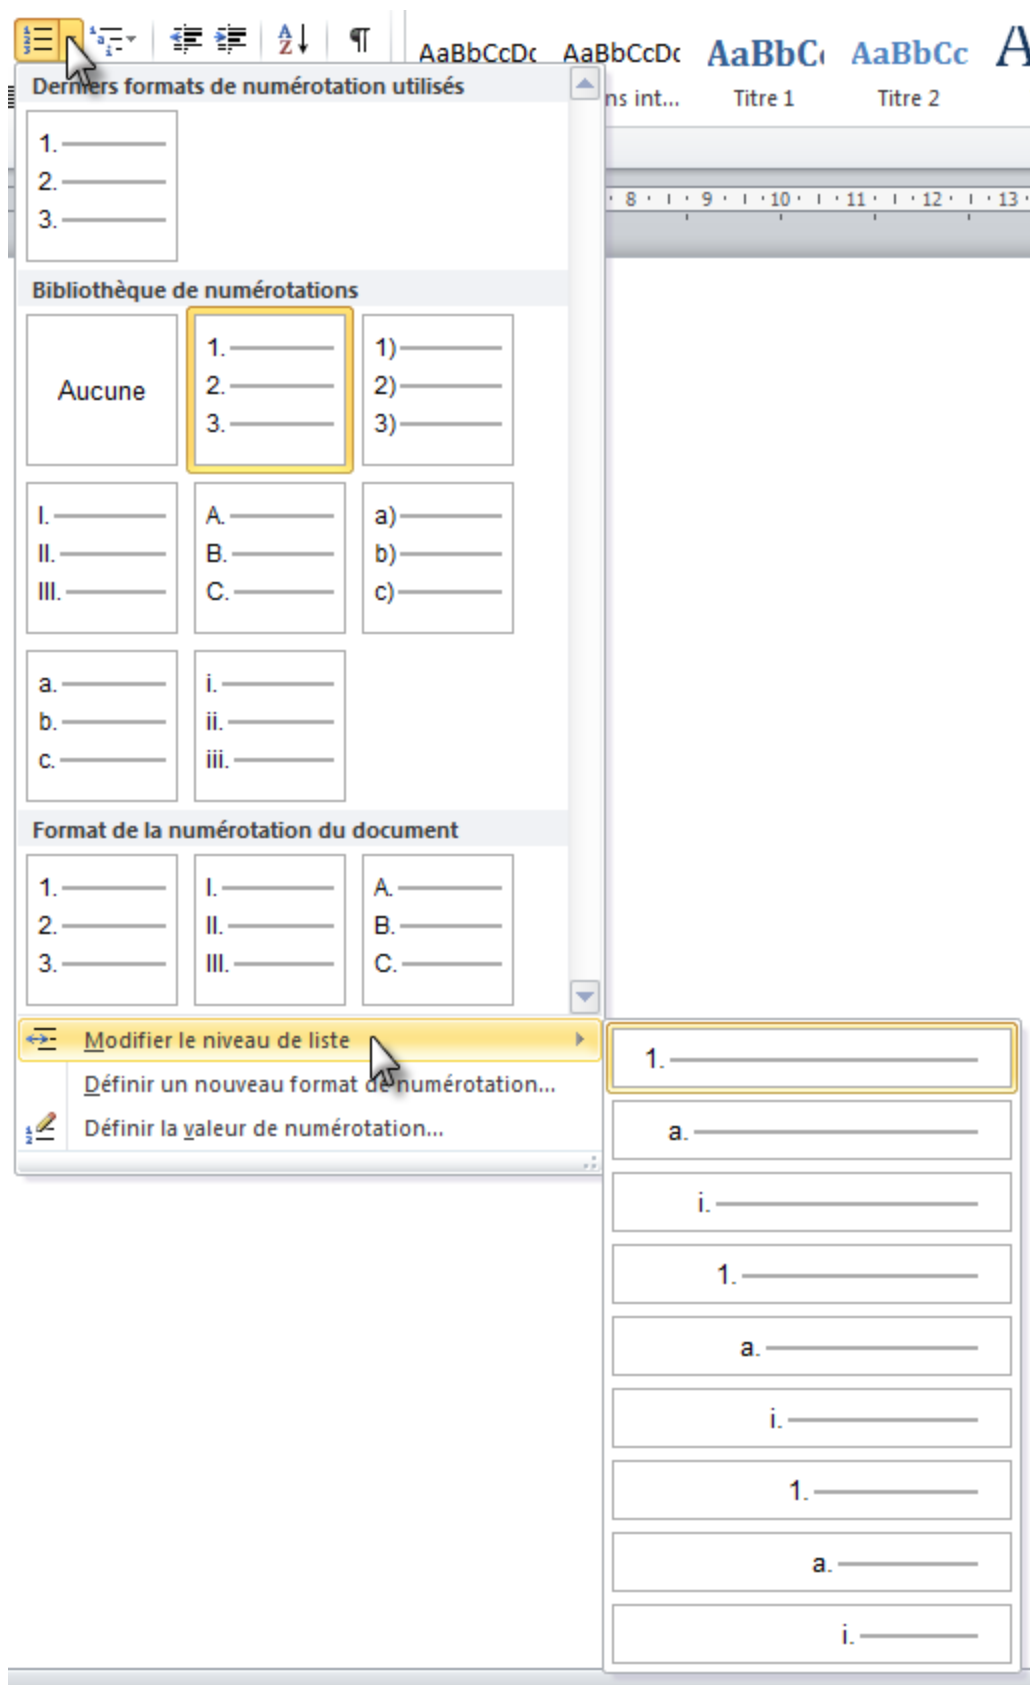 AaBbCcDc AaBbCcDc AaBbC AaBbCc A
ns int... Titre 1 Titre 2
8 9 10 11 12 13
Derniers formats de numérotation utilisés
1.
2.
3.
Bibliothèque de numérotations
Aucune
1.
2.
3.
1)
2)
3)
I.
II.
III.
A.
B.
C.
a)
b)
c)
a.
b.
c.
i.
ii.
iii.
Format de la numérotation du document
1.
2.
3.
I.
II.
III.
A.
B.
C.
Modifier le niveau de liste
Définir un nouveau format de numérotation...
Définir la valeur de numérotation...
1.
a.
i.
1.
a.
i.
1.
a.
i.